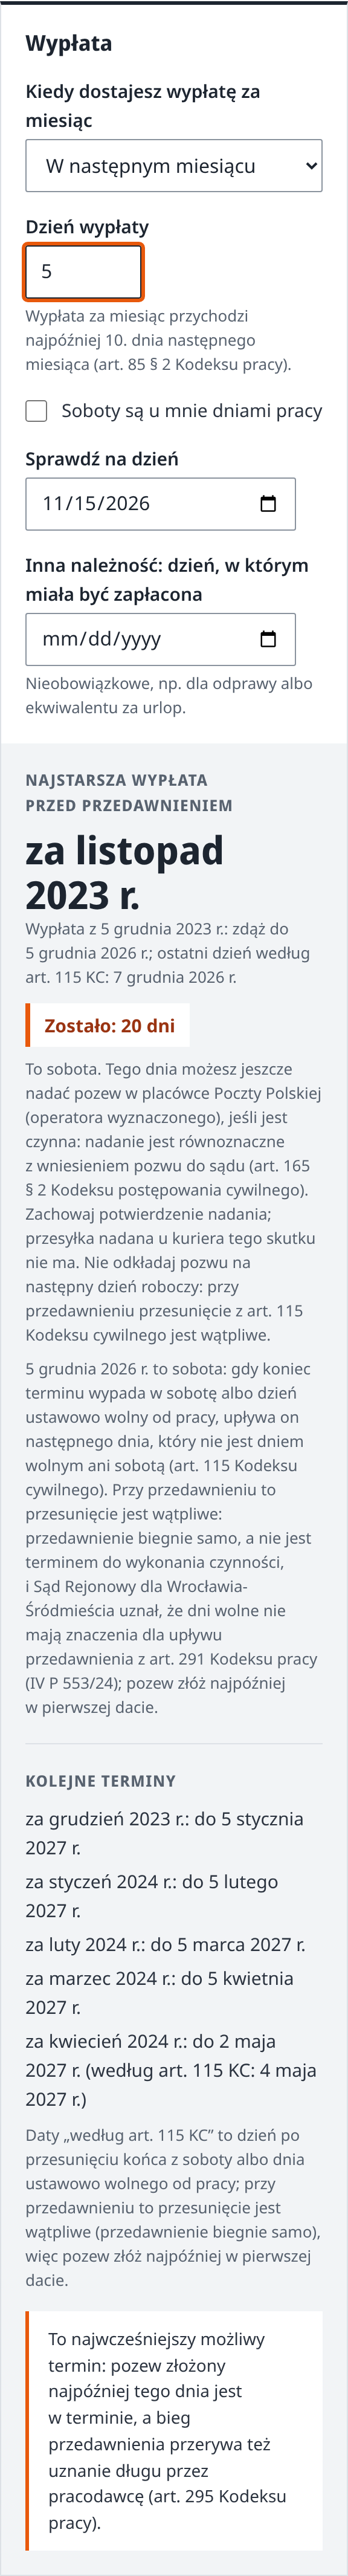 Wypłata
Kiedy dostajesz wypłatę za
miesiąc
W następnym miesiącu
Dzień wypłaty
5
Wypłata za miesiąc przychodzi
najpóźniej 10. dnia następnego
miesiąca (art. 85 § 2 Kodeksu pracy).
Soboty są u mnie dniami pracy
Sprawdź na dzień
11/15/2026
Inna należność: dzień, w którym
miała być zapłacona
mm/dd/yyyy
Nieobowiązkowe, np. dla odprawy albo
ekwiwalentu za urlop.
NAJSTARSZA WYPŁATA
PRZED PRZEDAWNIENIEM
za listopad
2023 r.
Wypłata z 5 grudnia 2023 r.: zdąż do
5 grudnia 2026 r.; ostatni dzień według
art. 115 KC: 7 grudnia 2026 r.
Zostało: 20 dni
To sobota. Tego dnia możesz jeszcze
nadać pozew w placówce Poczty Polskiej
(operatora wyznaczonego), jeśli jest
czynna: nadanie jest równoznaczne
z wniesieniem pozwu do sądu (art. 165
§ 2 Kodeksu postępowania cywilnego).
Zachowaj potwierdzenie nadania;
przesyłka nadana u kuriera tego skutku
nie ma. Nie odkładaj pozwu na
następny dzień roboczy: przy
przedawnieniu przesunięcie z art. 115
Kodeksu cywilnego jest wątpliwe.
5 grudnia 2026 r. to sobota: gdy koniec
terminu wypada w sobotę albo dzień
ustawowo wolny od pracy, upływa on
następnego dnia, który nie jest dniem
wolnym ani sobotą (art. 115 Kodeksu
cywilnego). Przy przedawnieniu to
przesunięcie jest wątpliwe:
przedawnienie biegnie samo, a nie jest
terminem do wykonania czynności,
i Sąd Rejonowy dla Wrocławia-
Śródmieścia uznał, że dni wolne nie
mają znaczenia dla upływu
przedawnienia z art. 291 Kodeksu pracy
(IV P 553/24); pozew złóż najpóźniej
w pierwszej dacie.
KOLEJNE TERMINY
za grudzień 2023 r.: do 5 stycznia
2027 r.
za styczeń 2024 r.: do 5 lutego
2027 r.
za luty 2024 r.: do 5 marca 2027 r.
za marzec 2024 r.: do 5 kwietnia
2027 r.
za kwiecień 2024 r.: do 2 maja
2027 r. (według art. 115 KC: 4 maja
2027 r.)
Daty „według art. 115 KC” to dzień po
przesunięciu końca z soboty albo dnia
ustawowo wolnego od pracy; przy
przedawnieniu to przesunięcie jest
wątpliwe (przedawnienie biegnie samo),
więc pozew złóż najpóźniej w pierwszej
dacie.
To najwcześniejszy możliwy
termin: pozew złożony
najpóźniej tego dnia jest
w terminie, a bieg
przedawnienia przerywa też
uznanie długu przez
pracodawcę (art. 295 Kodeksu
pracy).